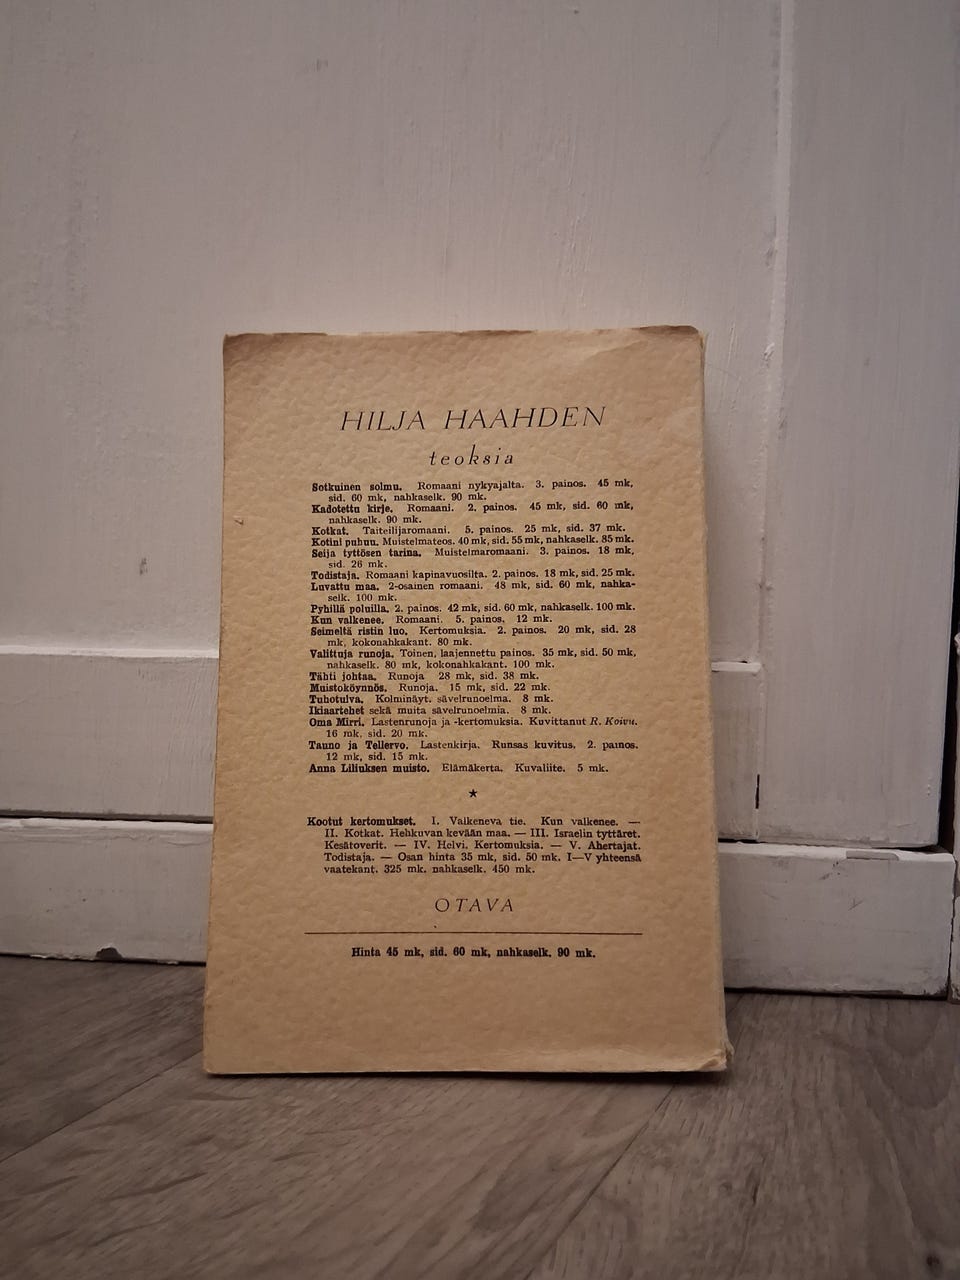 HILJA HAAHDEN
teoksia
Sotkuinen solmu. Romaani nykyajalta. 3. painos. 45 mk,
sid. 60 mk, nahkaselk. 90 mk.
Kadotettu kirje. Romaani. 2. painos. 45 mk, sid. 60 mk,
nahkaselk. 90 mk.
Kotkat. Taiteilijaromaani. 5. painos. 25 mk, sid. 37 mk.
Kotini puhuu. Muistelmateos. 40 mk, sid. 55 mk, nahkaselk. 85 mk.
Seija tyttösen tarina. Muistelmaromaani. 3. painos. 18 mk,
sid. 26 mk.
Todistaja. Romaani kapinavuosilta. 2. painos. 18 mk, sid. 25 mk.
Luvattu maa. 2-osainen romaani. 48 mk, sid. 60 mk, nahka-
selk. 100 mk.
Pyhillä poluilla. 2. painos. 42 mk, sid. 60 mk, nahkaselk. 100 mk.
Kun valkenee. Romaani. 5. painos. 12 mk.
Seimeltä ristin luo. Kertomuksia. 2. painos. 20 mk, sid. 28
mk, kokonahkakant. 80 mk.
Valittuja runoja. Toinen, laajennettu painos. 35 mk, sid. 50 mk,
nahkaselk. 80 mk, kokonahkakant. 100 mk.
Tähti johtaa. Runoja 28 mk, sid. 38 mk.
Muistoköynnös. Runoja. 15 mk, sid. 22 mk.
Tuhotulva. Kolminäyt. sävelrunoelma. 8 mk.
Ikiaartehet sekä muita sävelrunoelmia. 8 mk.
Oma Mirri. Lastenrunoja ja -kertomuksia. Kuvittanut R. Koivu.
16 mk, sid. 20 mk.
Tauno ja Tellervo. Lastenkirja. Runsas kuvitus. 2. painos.
12 mk, sid. 15 mk.
Anna Liliuksen muisto. Elämäkerta. Kuvaliite. 5 mk.
★
Kootut kertomukset. I. Valkeneva tie. Kun valkenee. —
II. Kotkat. Hehkuvan kevään maa. — III. Israelin tyttäret.
Kesätoverit. — IV. Helvi. Kertomuksia. — V. Ahertajat.
Todistaja. — Osan hinta 35 mk, sid. 50 mk. I—V yhteensä
vaatekant. 325 mk, nahkaselk. 450 mk.
OTAVA
Hinta 45 mk, sid. 60 mk, nahkaselk. 90 mk.